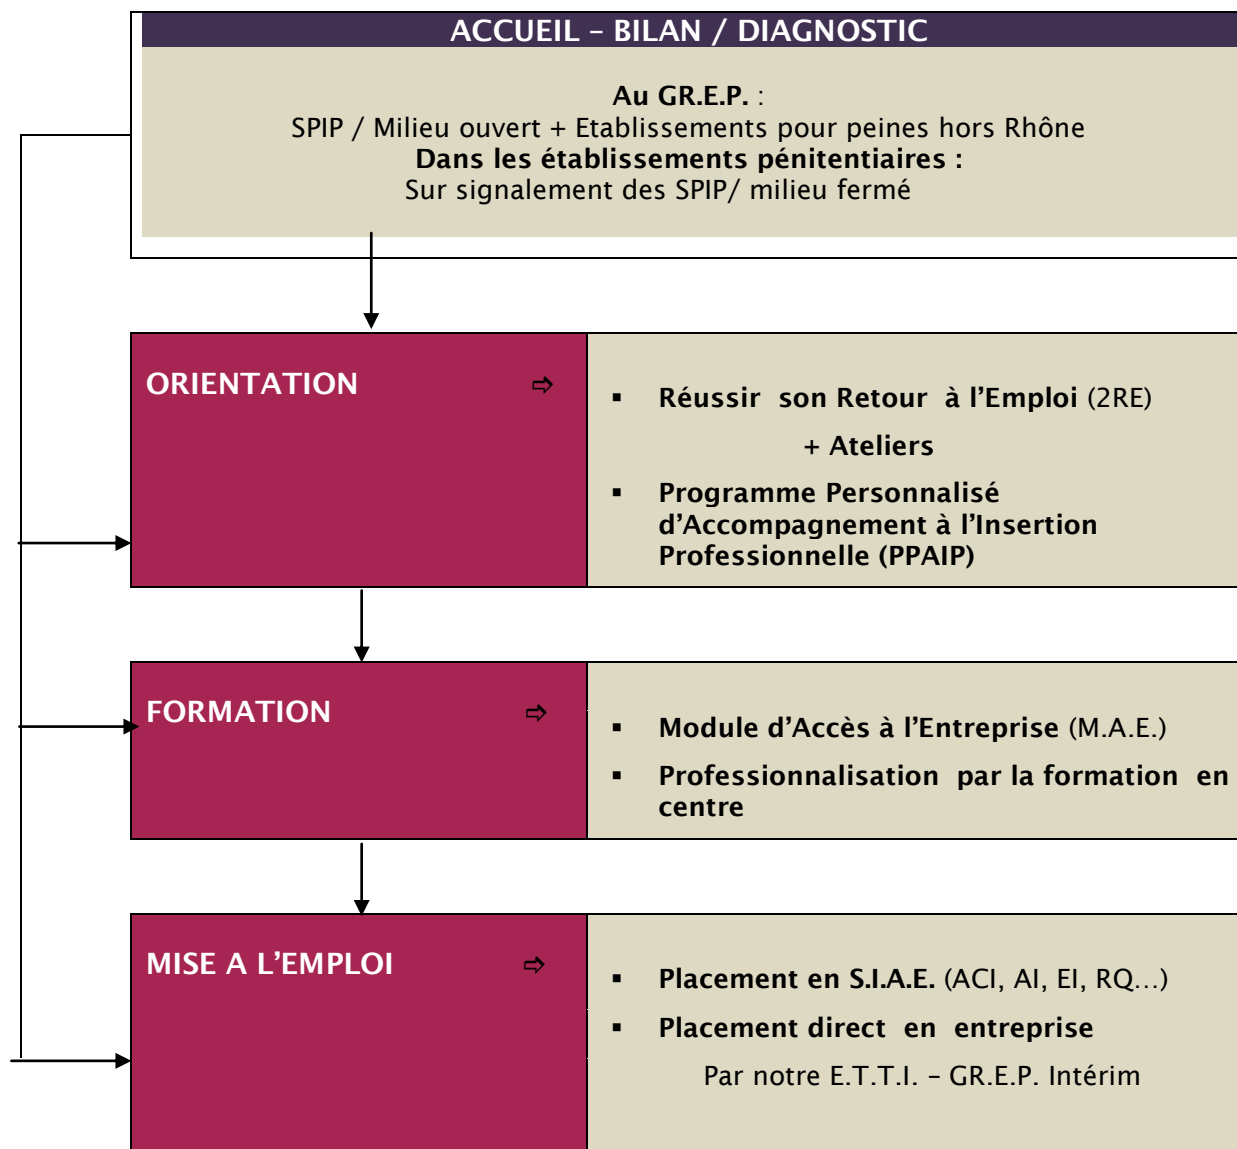 ACCUEIL – BILAN / DIAGNOSTIC
Au GR.E.P. :
SPIP / Milieu ouvert + Etablissements pour peines hors Rhône
Dans les établissements pénitentiaires :
Sur signalement des SPIP/ milieu fermé
ORIENTATION ⇨
▪ Réussir son Retour à l’Emploi (2RE)
+ Ateliers
▪ Programme Personnalisé
d’Accompagnement à l’Insertion
Professionnelle (PPAIP)
FORMATION ⇨
▪ Module d’Accès à l’Entreprise (M.A.E.)
▪ Professionnalisation par la formation en
centre
MISE A L’EMPLOI ⇨
▪ Placement en S.I.A.E. (ACI, AI, EI, RQ…)
▪ Placement direct en entreprise
Par notre E.T.T.I. – GR.E.P. Intérim